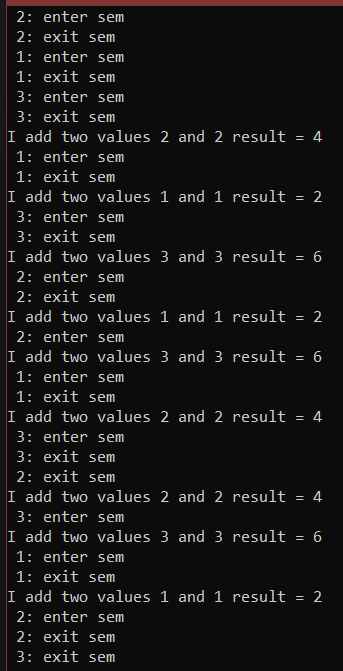 2: enter sem
2: exit sem
1: enter sem
1: exit sem
3: enter sem
3: exit sem
I add two values 2 and 2 result = 4
1: enter sem
1: exit sem
I add two values 1 and 1 result = 2
3: enter sem
3: exit sem
I add two values 3 and 3 result = 6
2: enter sem
2: exit sem
I add two values 1 and 1 result = 2
2: enter sem
I add two values 3 and 3 result = 6
1: enter sem
1: exit sem
I add two values 2 and 2 result = 4
3: enter sem
3: exit sem
2: exit sem
I add two values 2 and 2 result = 4
3: enter sem
I add two values 3 and 3 result = 6
1: enter sem
1: exit sem
I add two values 1 and 1 result = 2
2: enter sem
2: exit sem
3: exit sem